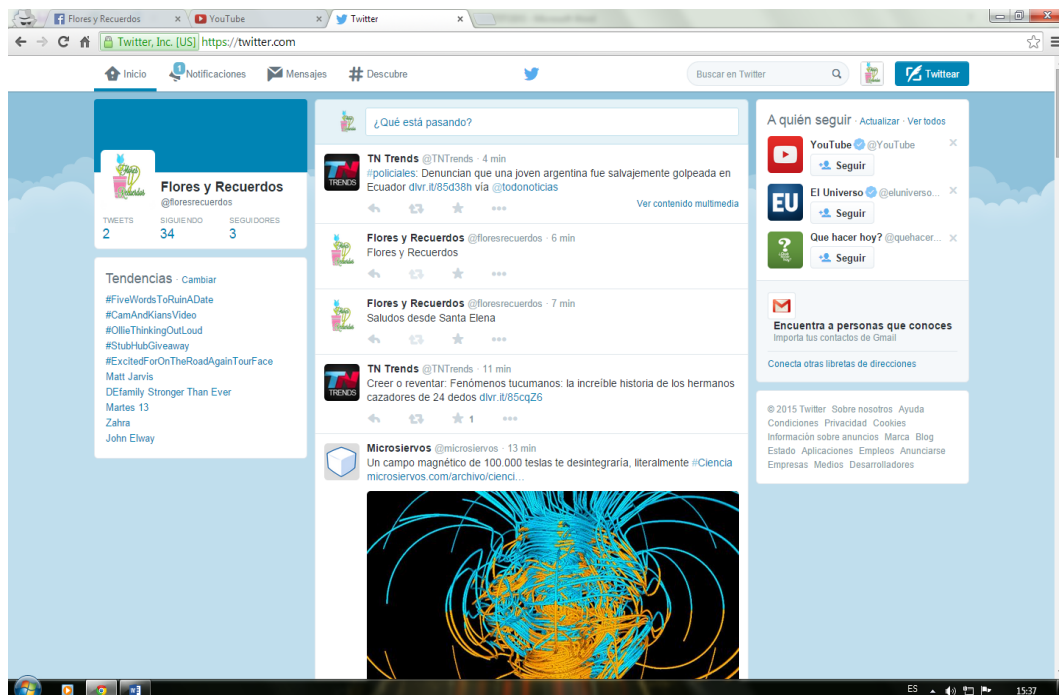 Flores y Recuerdos
YouTube
Twitter
Twitter, Inc. [US] https://twitter.com
Inicio
1
Notificaciones
Mensajes
Descubre
Buscar en Twitter
Twittear
Flores y Recuerdos
@floresrecuerdos
TWEETS SIGUIENDO SEGUIDORES
2 34 3
Tendencias · Cambiar
#FiveWordsToRuinADate
#CamAndKiansVideo
#OllieThinkingOutLoud
#StubHubGiveaway
#ExcitedForOnTheRoadAgainTourFace
Matt Jarvis
DEfamily Stronger Than Ever
Martes 13
Zahra
John Elway
¿Qué está pasando?
TN Trends @TNTrends · 4 min
#policiales: Denuncian que una joven argentina fue salvajemente golpeada en
Ecuador dlvr.it/85d38h vía @todonoticias
Ver contenido multimedia
Flores y Recuerdos @floresrecuerdos · 6 min
Flores y Recuerdos
Flores y Recuerdos @floresrecuerdos · 7 min
Saludos desde Santa Elena
TN Trends @TNTrends · 11 min
Creer o reventar: Fenómenos tucumanos: la increíble historia de los hermanos
cazadores de 24 dedos dlvr.it/85cqZ6
1
Microsiervos @microsiervos · 13 min
Un campo magnético de 100.000 teslas te desintegraría, literalmente #Ciencia
microsiervos.com/archivo/cienci...
A quién seguir · Actualizar · Ver todos
YouTube @YouTube
Seguir
EU
El Universo @eluniverso...
Seguir
Que hacer hoy? @quehacer...
Seguir
Encuentra a personas que conoces
Importa tus contactos de Gmail
Conecta otras libretas de direcciones
© 2015 Twitter Sobre nosotros Ayuda
Condiciones Privacidad Cookies
Información sobre anuncios Marca Blog
Estado Aplicaciones Empleos Anunciarse
Empresas Medios Desarrolladores
ES
15:37